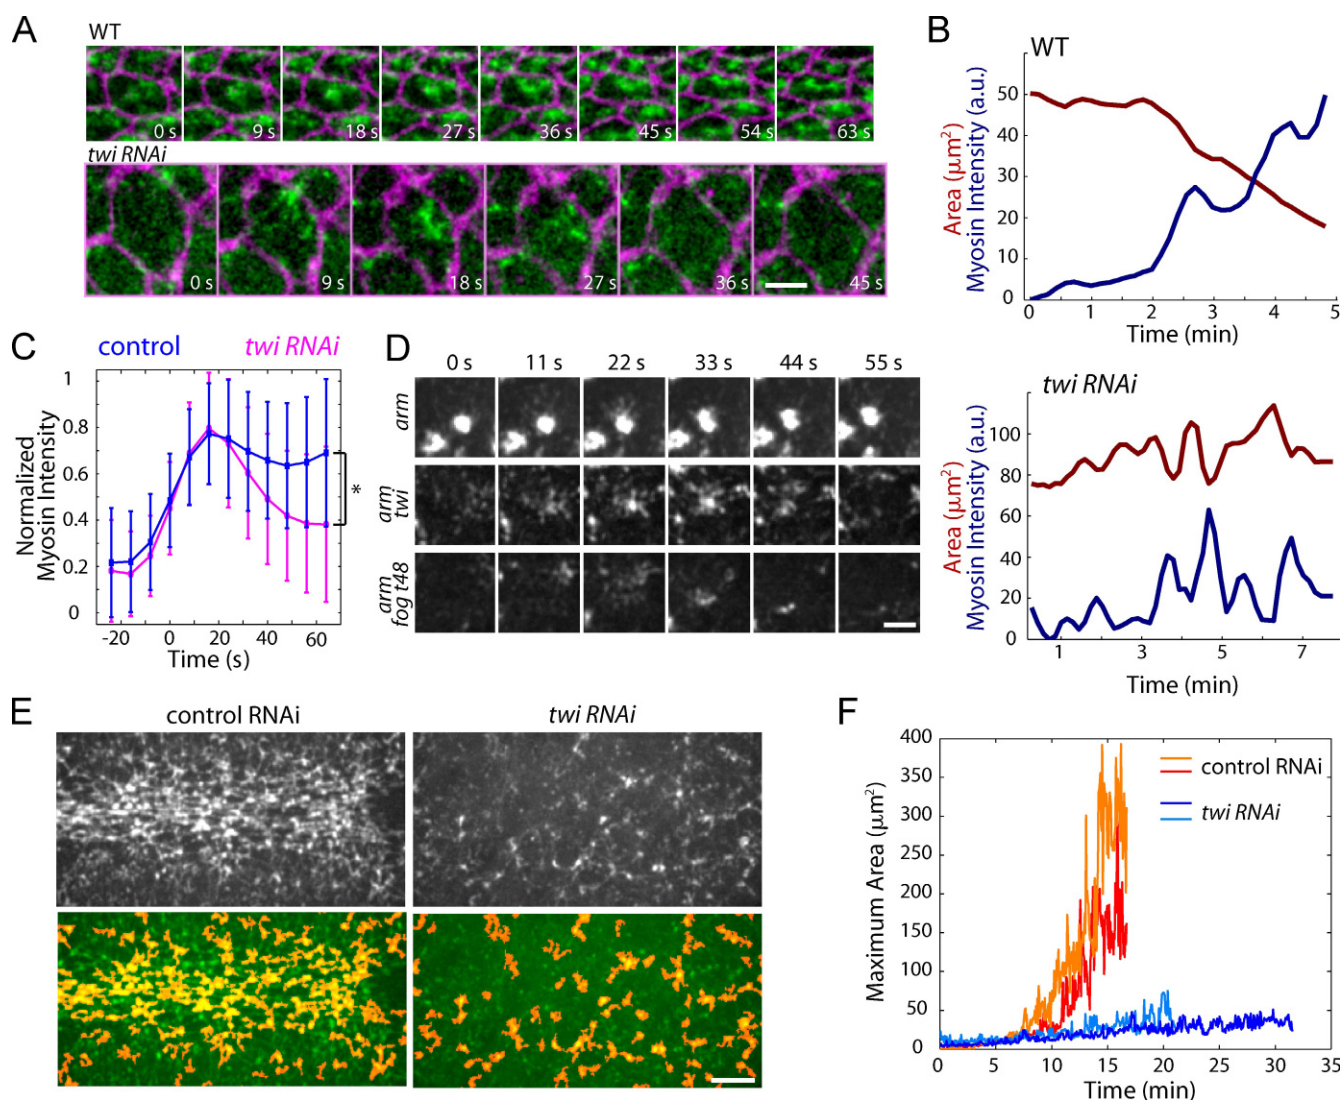 A
WT
0 s 9 s 18 s 27 s 36 s 45 s 54 s 63 s
twi RNAi
0 s 9 s 18 s 27 s 36 s 45 s
B
WT
Area (μm²)
Myosin Intensity (a.u.)
50
40
30
20
10
0
0 1 2 3 4 5
Time (min)
twi RNAi
Area (μm²)
Myosin Intensity (a.u.)
100
80
60
40
20
0
1 3 5 7
Time (min)
C
control twi RNAi
Normalized
Myosin Intensity
1
0.8
0.6
0.4
0.2
0
*
-20 0 20 40 60
Time (s)
D
0 s 11 s 22 s 33 s 44 s 55 s
arm
arm
twi
arm
fog t48
E
control RNAi twi RNAi
F
Maximum Area (μm²)
400
350
300
250
200
150
100
50
0
control RNAi
twi RNAi
0 5 10 15 20 25 30 35
Time (min)